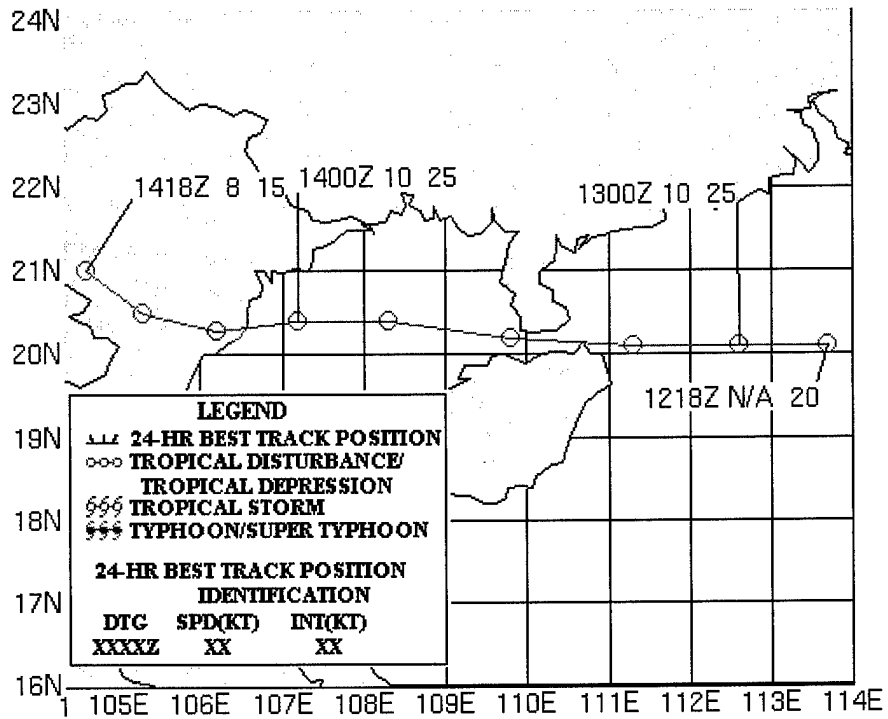 24N
23N
22N
21N
20N
19N
18N
17N
16N
1418Z 8 15
1400Z 10 25
1300Z 10 25
1218Z N/A 20
LEGEND
24-HR BEST TRACK POSITION
TROPICAL DISTURBANCE/
TROPICAL DEPRESSION
TROPICAL STORM
TYPHOON/SUPER TYPHOON
24-HR BEST TRACK POSITION
IDENTIFICATION
DTG SPD(KT) INT(KT)
XXXXZ XX XX
1 105E 106E 107E 108E 109E 110E 111E 112E 113E 114E